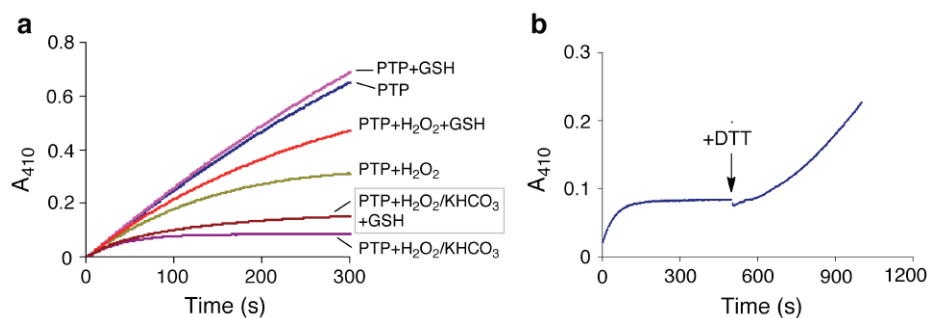 a
0.8
0.6
0.4
0.2
0
A₄₁₀
0
100
200
300
Time (s)
PTP+GSH
PTP
PTP+H₂O₂+GSH
PTP+H₂O₂
PTP+H₂O₂/KHCO₃
+GSH
PTP+H₂O₂/KHCO₃
b
0.3
0.2
0.1
0
A₄₁₀
+DTT
0
300
600
900
1200
Time (s)